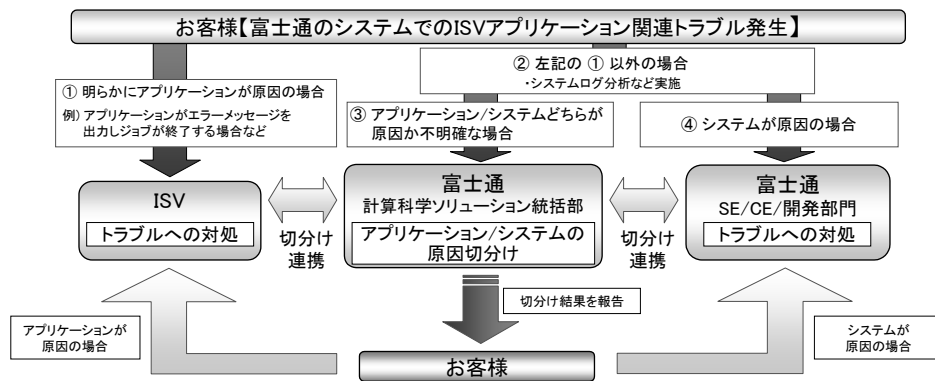 お客様【富士通のシステムでのISVアプリケーション関連トラブル発生】
① 明らかにアプリケーションが原因の場合
例) アプリケーションがエラーメッセージを
出力しジョブが終了する場合など
② 左記の ① 以外の場合
・システムログ分析など実施
③ アプリケーション/システムどちらが
原因か不明確な場合
④ システムが原因の場合
ISV
トラブルへの対処
切分け
連携
富士通
計算科学ソリューション統括部
アプリケーション/システムの
原因切分け
切分け
連携
富士通
SE/CE/開発部門
トラブルへの対処
切分け結果を報告
アプリケーションが
原因の場合
お客様
システムが
原因の場合